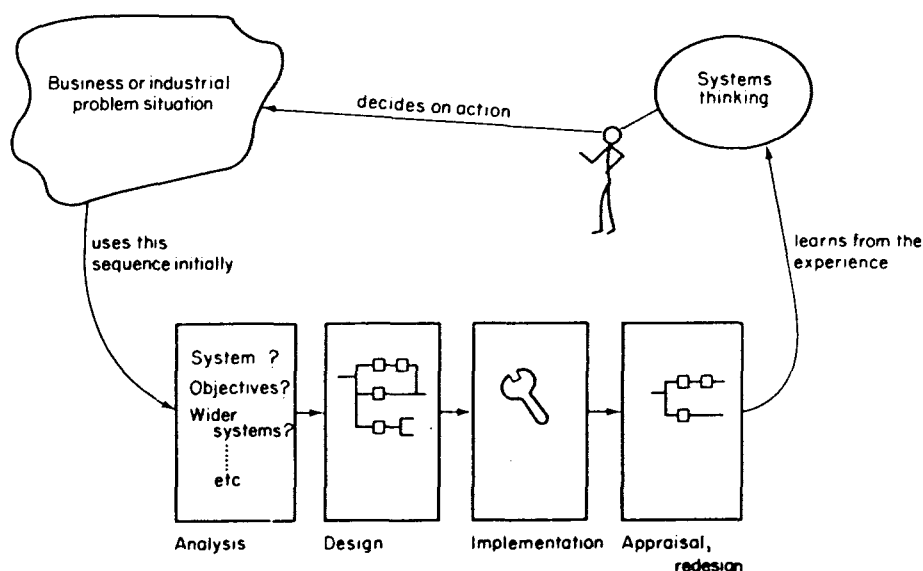 Business or industrial
problem situation
decides on action
Systems
thinking
uses this
sequence initially
learns from the
experience
System ?
Objectives?
Wider
systems?
etc
Analysis
Design
Implementation
Appraisal,
redesign